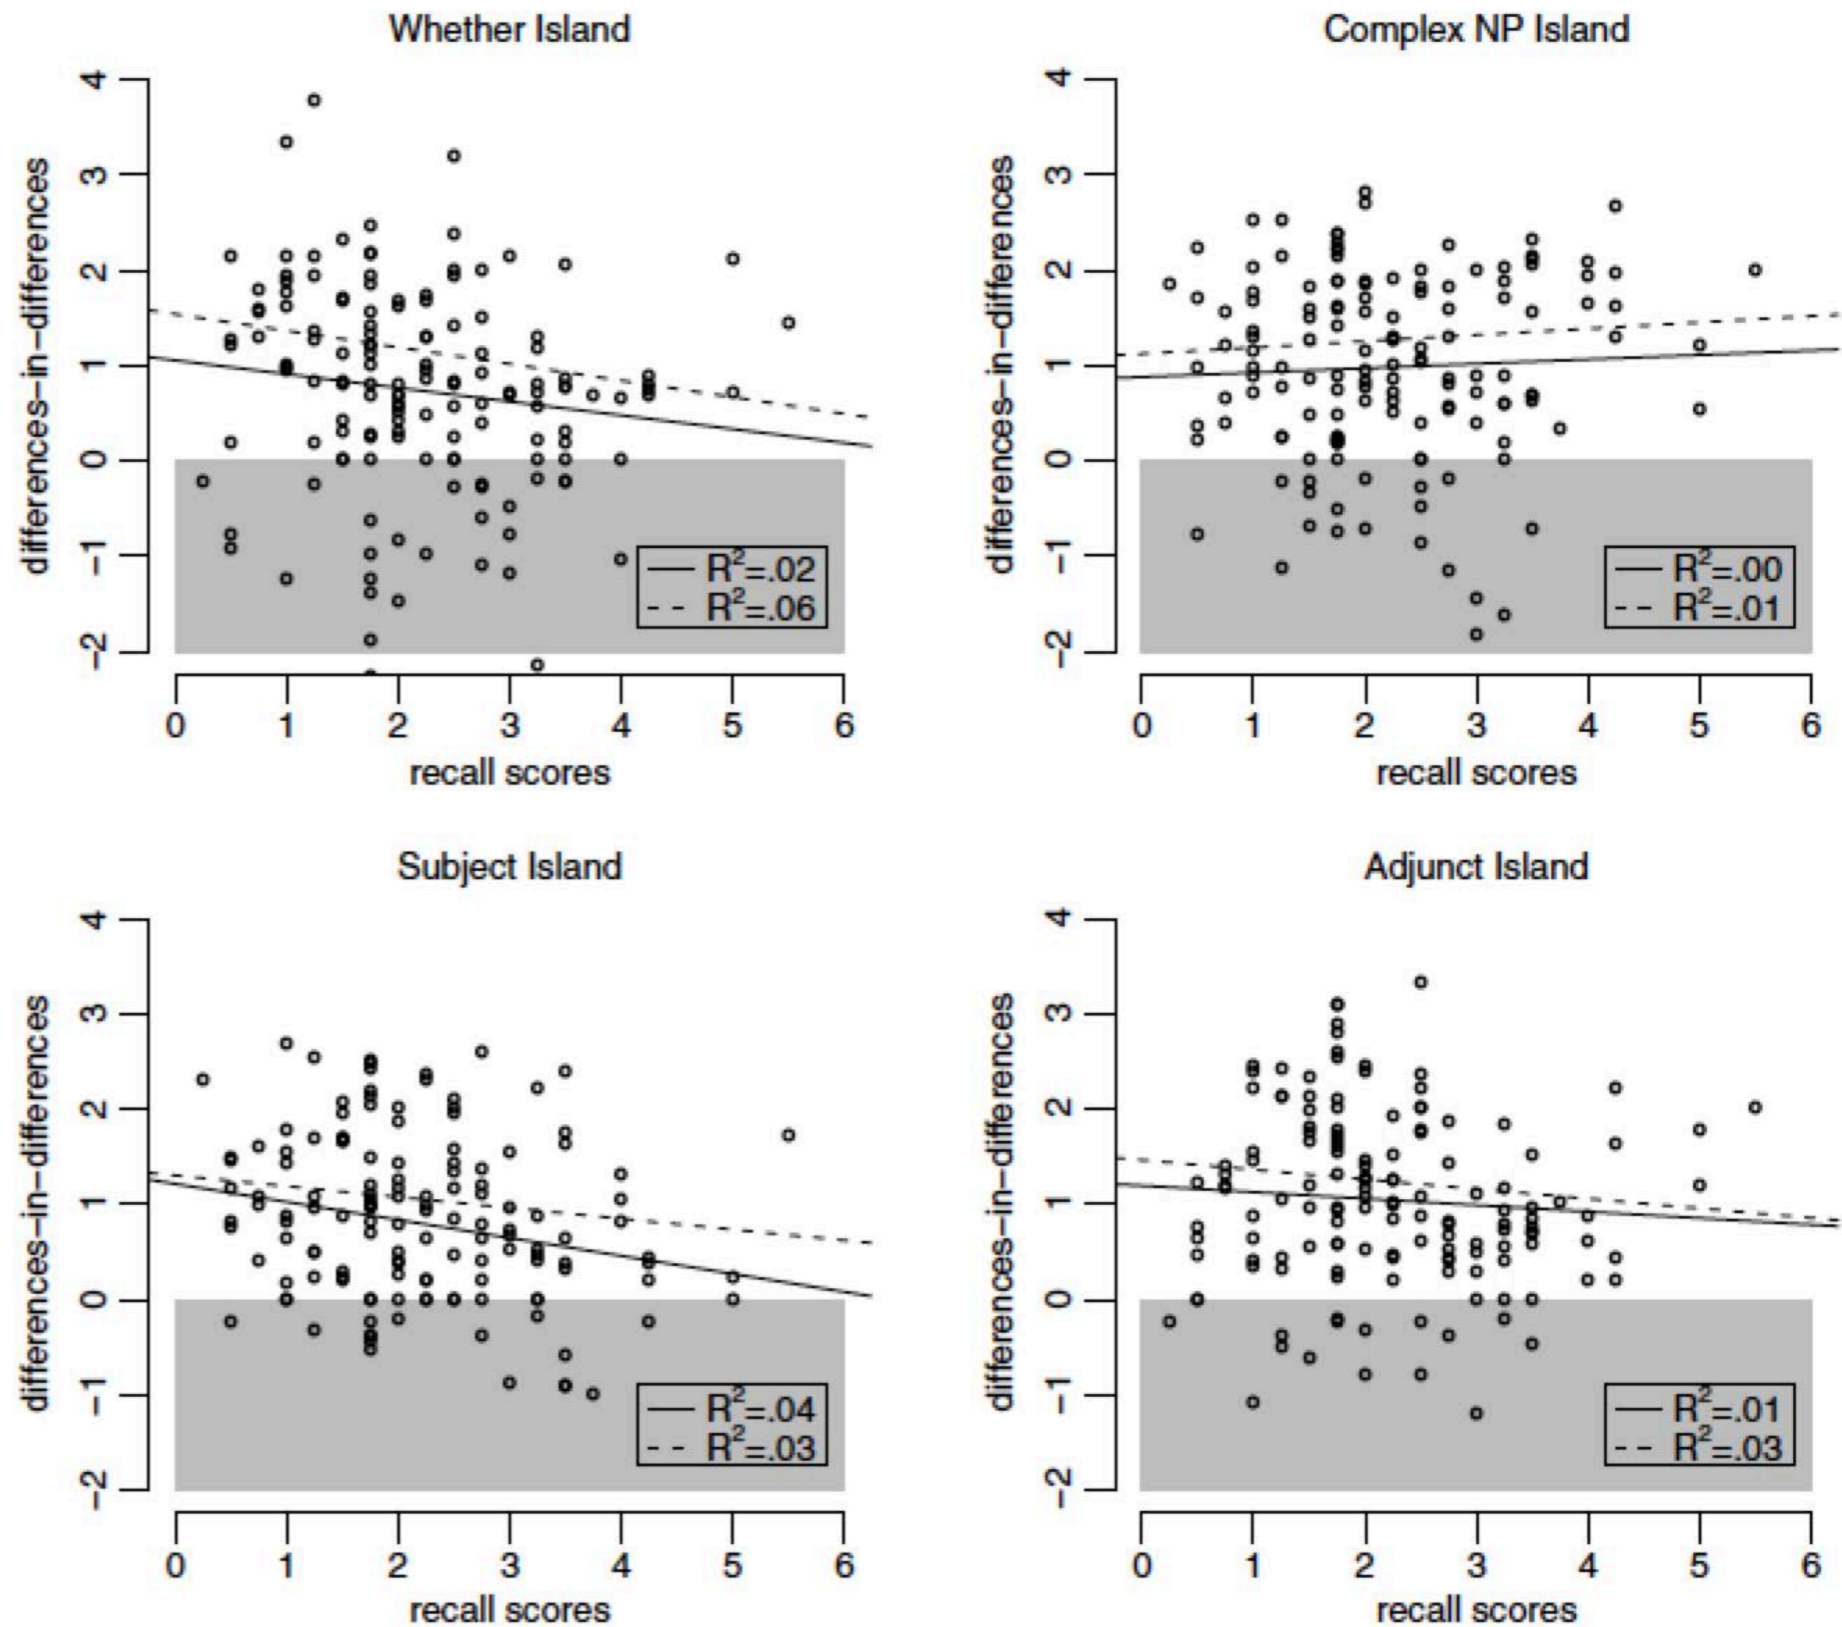 Whether Island
differences–in–differences
4
3
2
1
0
–1
–2
R²=.02
R²=.06
0 1 2 3 4 5 6
recall scores
Complex NP Island
differences–in–differences
4
3
2
1
0
–1
–2
R²=.00
R²=.01
0 1 2 3 4 5 6
recall scores
Subject Island
differences–in–differences
4
3
2
1
0
–1
–2
R²=.04
R²=.03
0 1 2 3 4 5 6
recall scores
Adjunct Island
differences–in–differences
4
3
2
1
0
–1
–2
R²=.01
R²=.03
0 1 2 3 4 5 6
recall scores